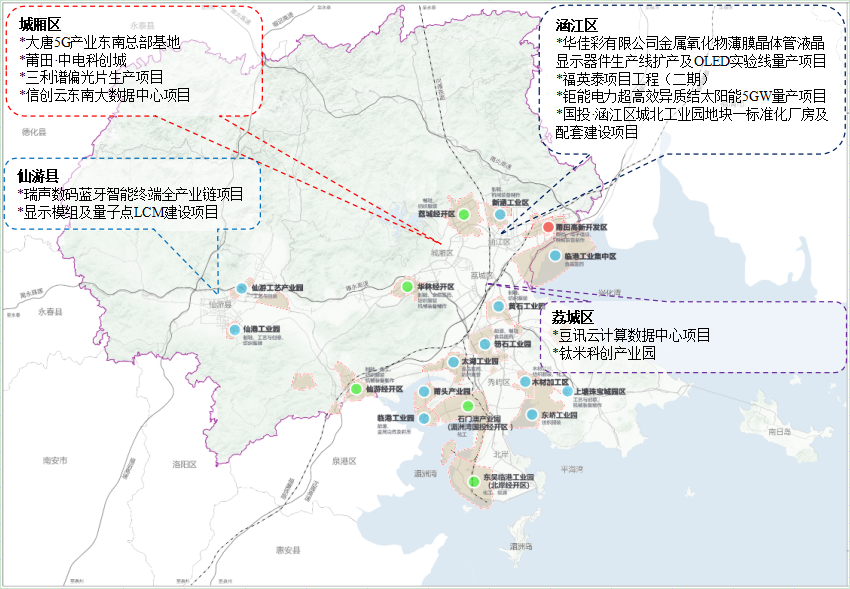 城厢区
*大唐5G产业东南总部基地
*莆田·中电科创城
*三利谱偏光片生产项目
*信创云东南大数据中心项目
涵江区
*华佳彩有限公司金属氧化物薄膜晶体管液晶
显示器件生产线扩产及OLED实验线量产项目
*福英泰项目工程（二期）
*钜能电力超高效异质结太阳能5GW量产项目
*国投·涵江区城北工业园地块一标准化厂房及
配套建设项目
仙游县
*瑞声数码蓝牙智能终端全产业链项目
*显示模组及量子点LCM建设项目
荔城区
*豆讯云计算数据中心项目
*钛米科创产业园
永泰县
德化县
永春县
南安市
洛阳区
泉港区
惠安县
仙游县
城厢区
涵江区
荔城区
秀屿区
北岸
兴化湾
平海湾
湄洲湾
湄洲岛
南日岛
荔城经开区
新涵工业区
莆田高新开发区
临港工业集中区
华林经开区
黄石工业园
笏石工业园
太湖工业园
木材加工区
上塘珠宝城园区
东峤工业园
莆头产业园
石门澳产业园
(湄洲湾国投经开区)
化工
临港工业园
东吴临港工业园
(北岸经开区)
仙游经开区
仙游工艺产业园
仙港工业园